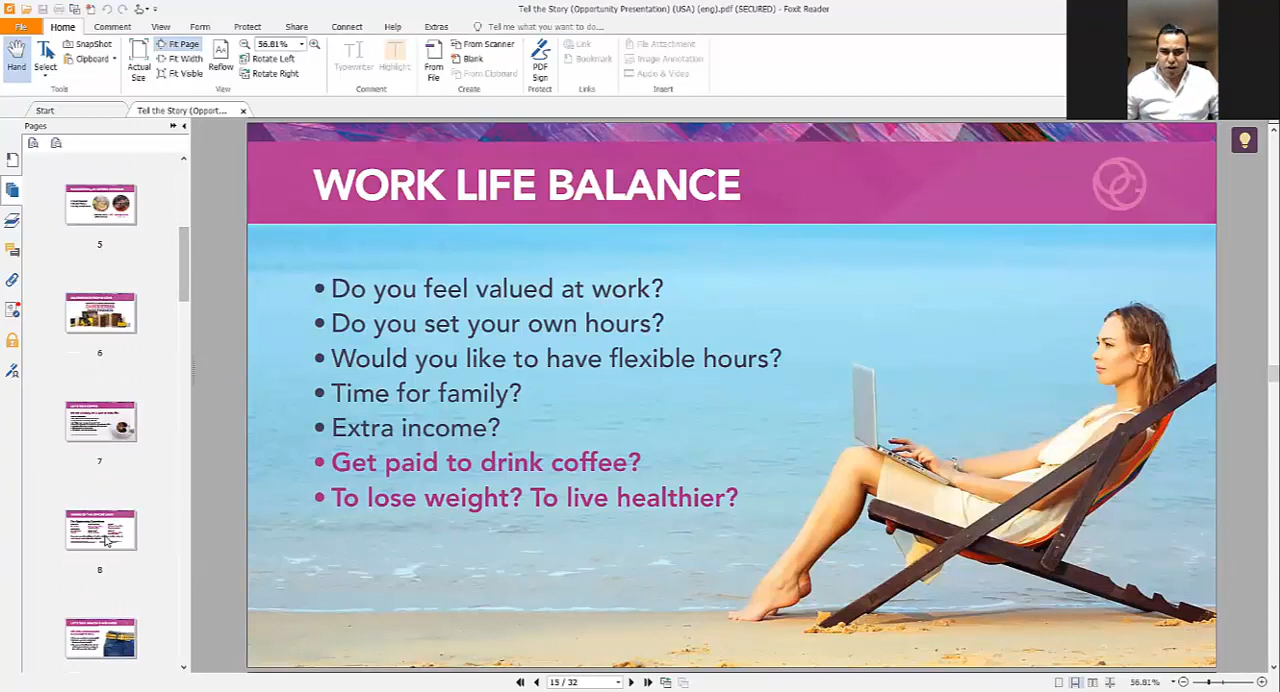 Tell the Story (Opportunity Presentation) (USA) (eng).pdf (SECURED) - Foxit Reader
File Home Comment View Form Protect Share Connect Help Extras Tell me what you want to do...
Hand
Select
SnapShot
Clipboard
Tools
Actual Size
Fit Page
Fit Width
Fit Visible
Reflow
56.81%
Rotate Left
Rotate Right
View
Typewriter
Highlight
Comment
From File
From Scanner
Blank
From Clipboard
Create
PDF Sign
Protect
Link
Bookmark
Links
File Attachment
Image Annotation
Audio & Video
Insert
Start
Tell the Story (Opport...
Pages
5
6
7
8
WORK LIFE BALANCE
• Do you feel valued at work?
• Do you set your own hours?
• Would you like to have flexible hours?
• Time for family?
• Extra income?
• Get paid to drink coffee?
• To lose weight? To live healthier?
15 / 32
56.81%